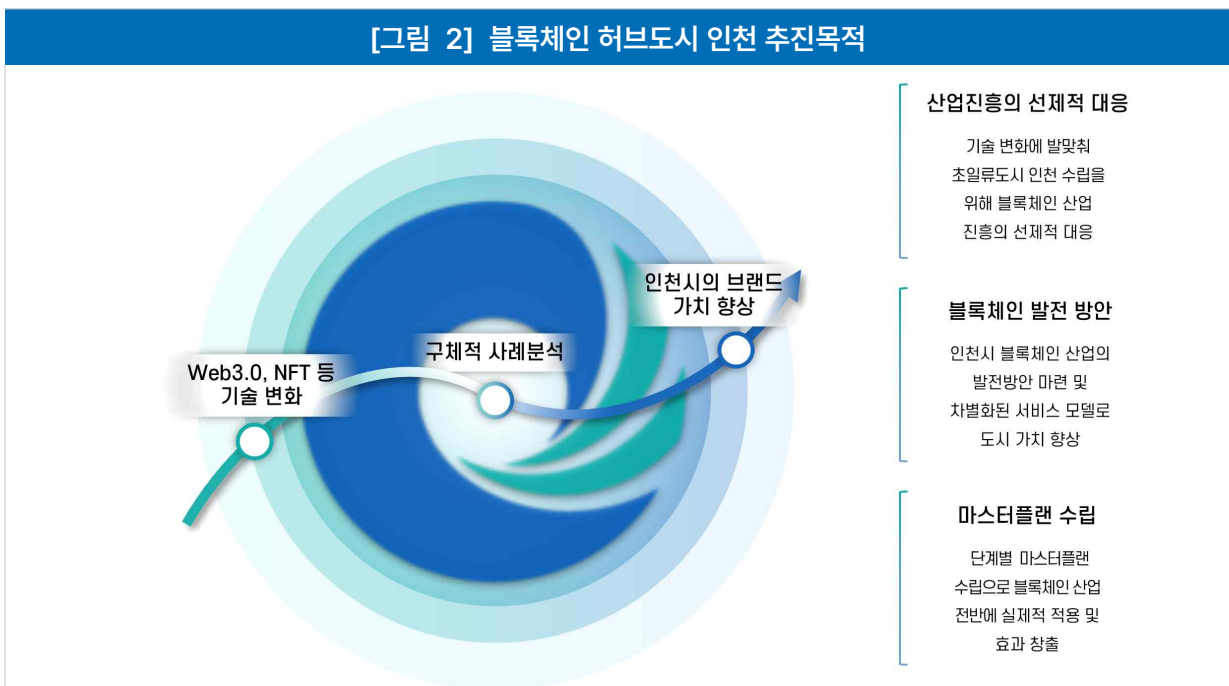 [그림 2] 블록체인 허브도시 인천 추진목적
Web3.0, NFT 등
기술 변화
구체적 사례분석
인천시의 브랜드
가치 향상
산업진흥의 선제적 대응
기술 변화에 발맞춰
초일류도시 인천 수립을
위해 블록체인 산업
진흥의 선제적 대응
블록체인 발전 방안
인천시 블록체인 산업의
발전방안 마련 및
차별화된 서비스 모델로
도시 가치 향상
마스터플랜 수립
단계별 마스터플랜
수립으로 블록체인 산업
전반에 실제적 적용 및
효과 창출